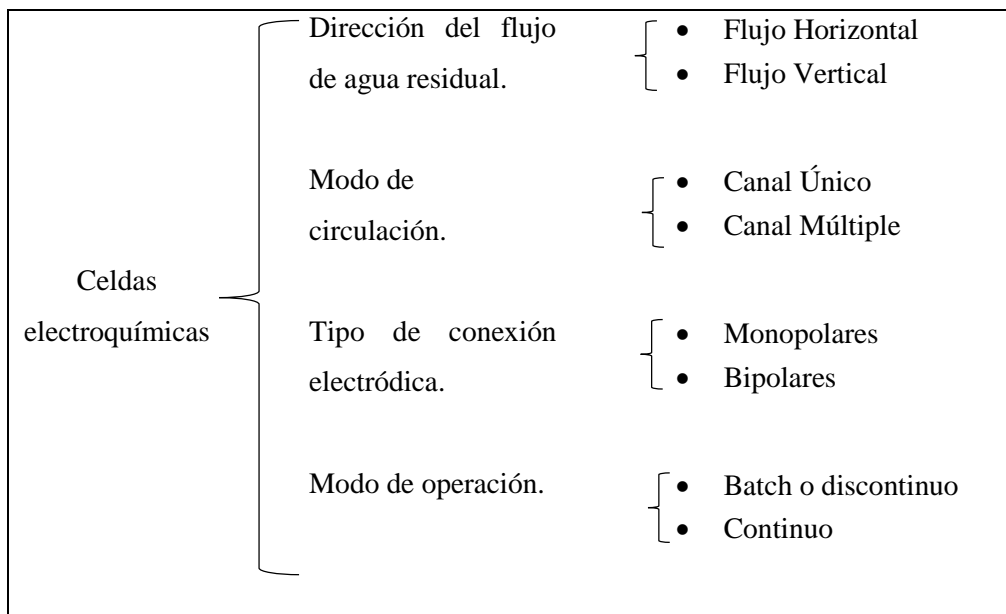 Celdas
electroquímicas
Dirección del flujo
de agua residual.
• Flujo Horizontal
• Flujo Vertical
Modo de
circulación.
• Canal Único
• Canal Múltiple
Tipo de conexión
electródica.
• Monopolares
• Bipolares
Modo de operación.
• Batch o discontinuo
• Continuo